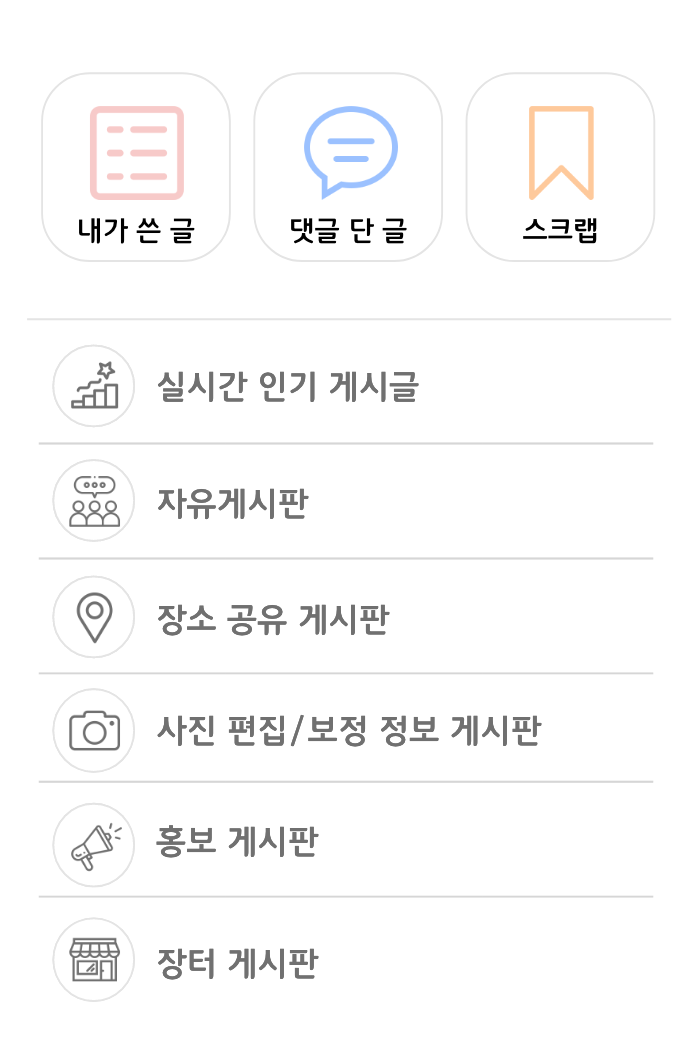 내가 쓴 글
댓글 단 글
스크랩
실시간 인기 게시글
자유게시판
장소 공유 게시판
사진 편집/보정 정보 게시판
홍보 게시판
장터 게시판